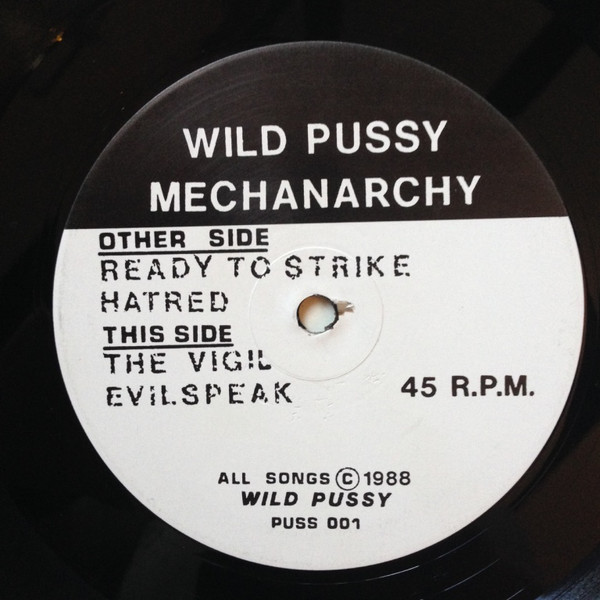 WILD PUSSY
MECHANARCHY
OTHER SIDE
READY TO STRIKE
HATRED
THIS SIDE
THE VIGIL
EVILSPEAK
45 R.P.M.
ALL SONGS © 1988
WILD PUSSY
PUSS 001